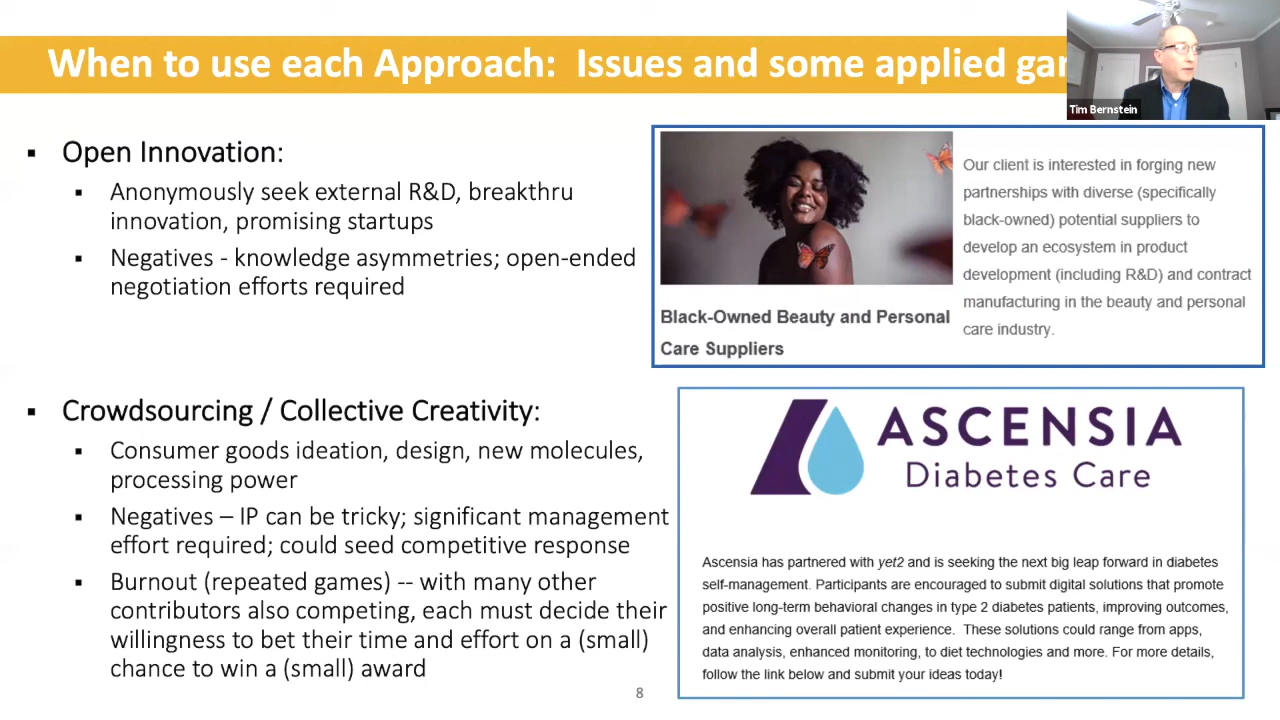 When to use each Approach: Issues and some applied
Tim Bernstein
▪ Open Innovation:
▪ Anonymously seek external R&D, breakthru
innovation, promising startups
▪ Negatives - knowledge asymmetries; open-ended
negotiation efforts required
Black-Owned Beauty and Personal
Care Suppliers
Our client is interested in forging new
partnerships with diverse (specifically
black-owned) potential suppliers to
develop an ecosystem in product
development (including R&D) and contract
manufacturing in the beauty and personal
care industry.
▪ Crowdsourcing / Collective Creativity:
▪ Consumer goods ideation, design, new molecules,
processing power
▪ Negatives – IP can be tricky; significant management
effort required; could seed competitive response
▪ Burnout (repeated games) -- with many other
contributors also competing, each must decide their
willingness to bet their time and effort on a (small)
chance to win a (small) award
ASCENSIA
Diabetes Care
Ascensia has partnered with yet2 and is seeking the next big leap forward in diabetes
self-management. Participants are encouraged to submit digital solutions that promote
positive long-term behavioral changes in type 2 diabetes patients, improving outcomes,
and enhancing overall patient experience.  These solutions could range from apps,
data analysis, enhanced monitoring, to diet technologies and more. For more details,
follow the link below and submit your ideas today!
8